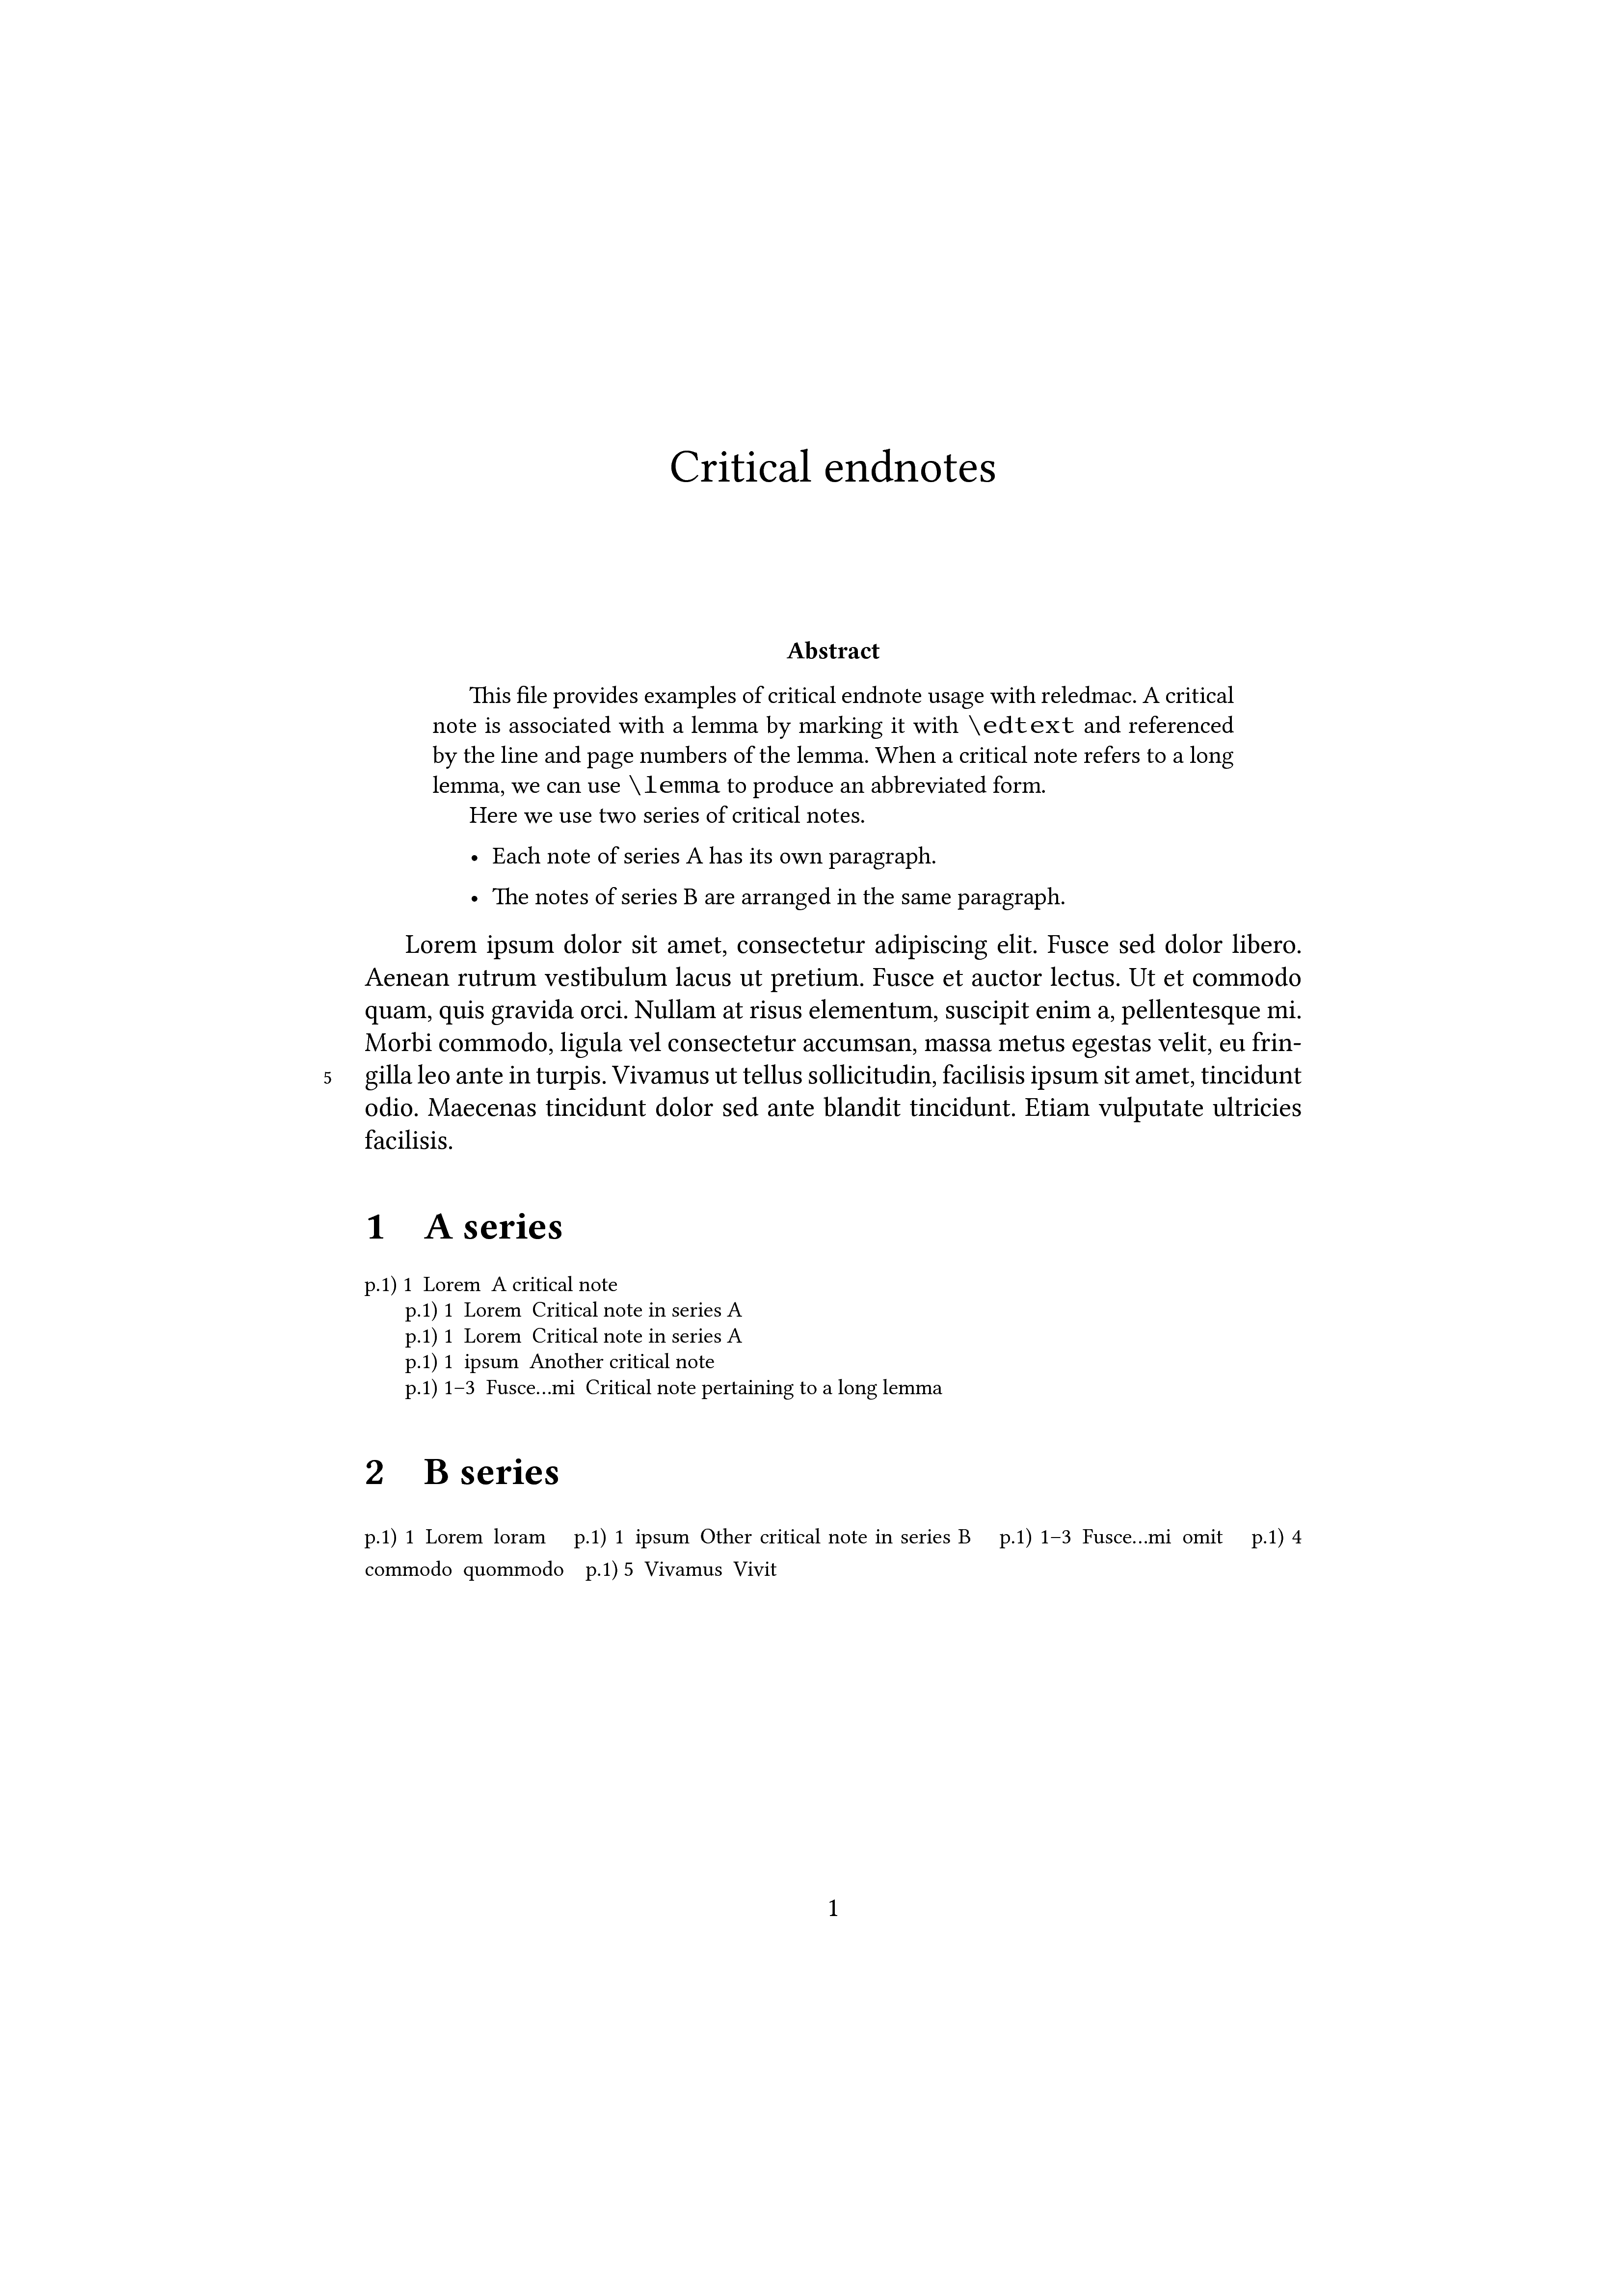 Critical endnotes
Abstract
This file provides examples of critical endnote usage with reledmac. A critical
note is associated with a lemma by marking it with \edtext and referenced
by the line and page numbers of the lemma. When a critical note refers to a long
lemma, we can use \lemma to produce an abbreviated form.
Here we use two series of critical notes.
• Each note of series A has its own paragraph.
• The notes of series B are arranged in the same paragraph.
Lorem ipsum dolor sit amet, consectetur adipiscing elit. Fusce sed dolor libero.
Aenean rutrum vestibulum lacus ut pretium. Fusce et auctor lectus. Ut et commodo
quam, quis gravida orci. Nullam at risus elementum, suscipit enim a, pellentesque mi.
Morbi commodo, ligula vel consectetur accumsan, massa metus egestas velit, eu frin-
5 gilla leo ante in turpis. Vivamus ut tellus sollicitudin, facilisis ipsum sit amet, tincidunt
odio. Maecenas tincidunt dolor sed ante blandit tincidunt. Etiam vulputate ultricies
facilisis.
1 A series
p.1) 1 Lorem A critical note
p.1) 1 Lorem Critical note in series A
p.1) 1 Lorem Critical note in series A
p.1) 1 ipsum Another critical note
p.1) 1–3 Fusce…mi Critical note pertaining to a long lemma
2 B series
p.1) 1 Lorem loram p.1) 1 ipsum Other critical note in series B p.1) 1–3 Fusce…mi omit p.1) 4
commodo quommodo p.1) 5 Vivamus Vivit
1